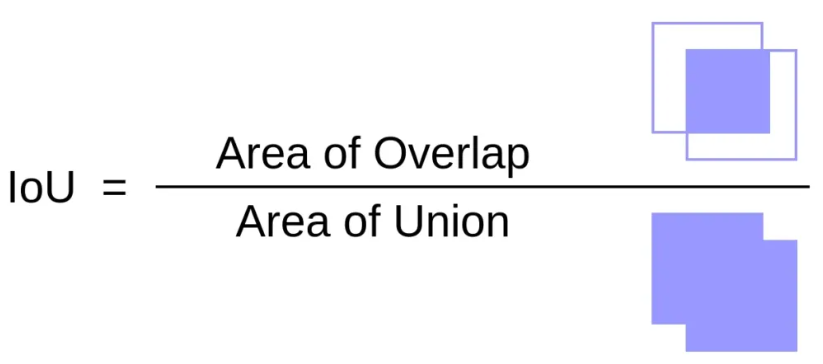 Area of Overlap
IoU =
Area of Union